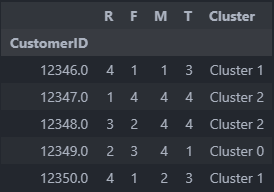 R F M T Cluster
CustomerID
12346.0 4 1 1 3 Cluster 1
12347.0 1 4 4 4 Cluster 2
12348.0 3 2 4 4 Cluster 2
12349.0 2 3 4 1 Cluster 0
12350.0 4 1 2 3 Cluster 1